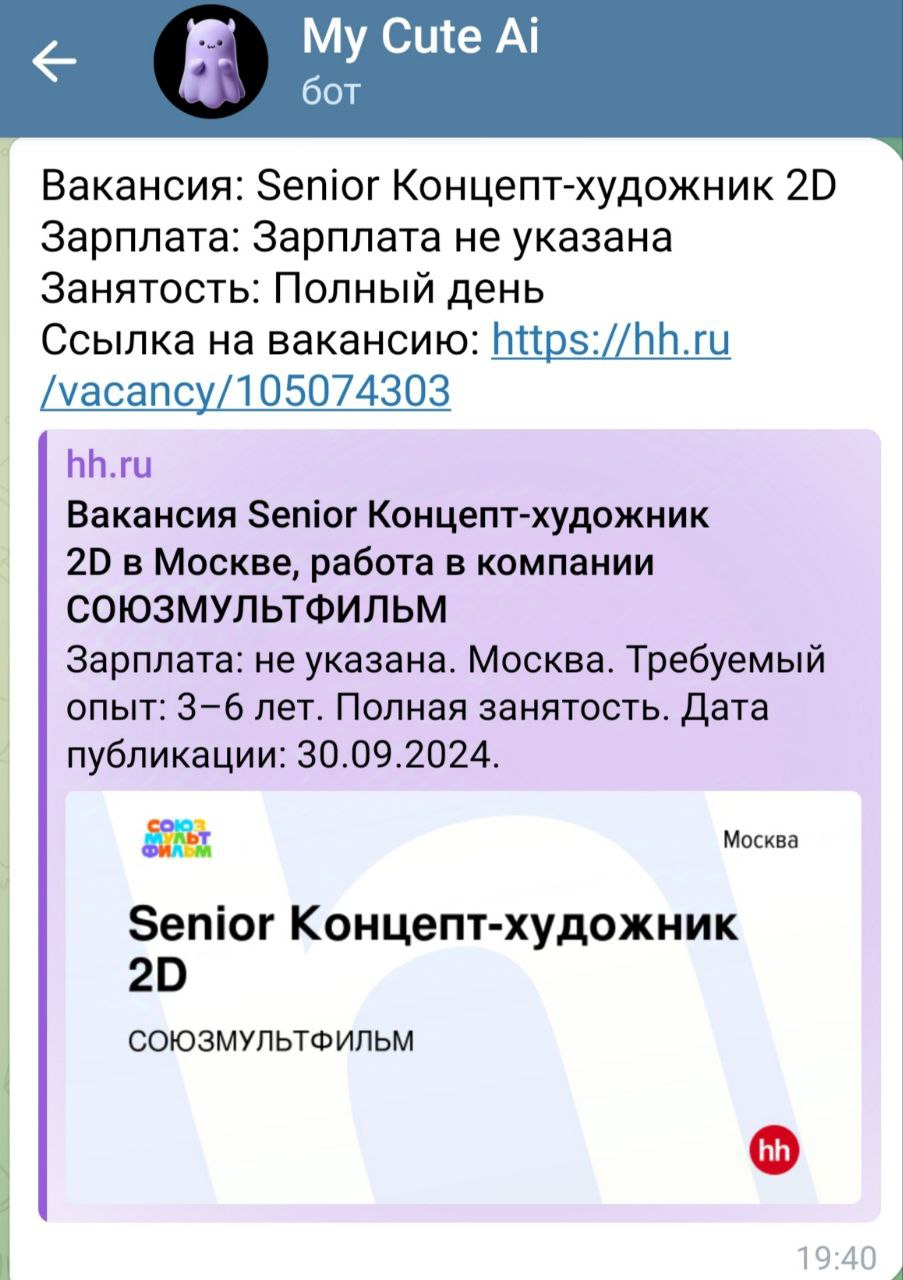 My Cute Ai
бот
Вакансия: Senior Концепт-художник 2D
Зарплата: Зарплата не указана
Занятость: Полный день
Ссылка на вакансию: https://hh.ru
/vacancy/105074303
hh.ru
Вакансия Senior Концепт-художник
2D в Москве, работа в компании
СОЮЗМУЛЬТФИЛЬМ
Зарплата: не указана. Москва. Требуемый
опыт: 3–6 лет. Полная занятость. Дата
публикации: 30.09.2024.
СОЮЗ
МУЛЬТ
ФИЛЬМ
Москва
Senior Концепт-художник
2D
СОЮЗМУЛЬТФИЛЬМ
hh
19:40